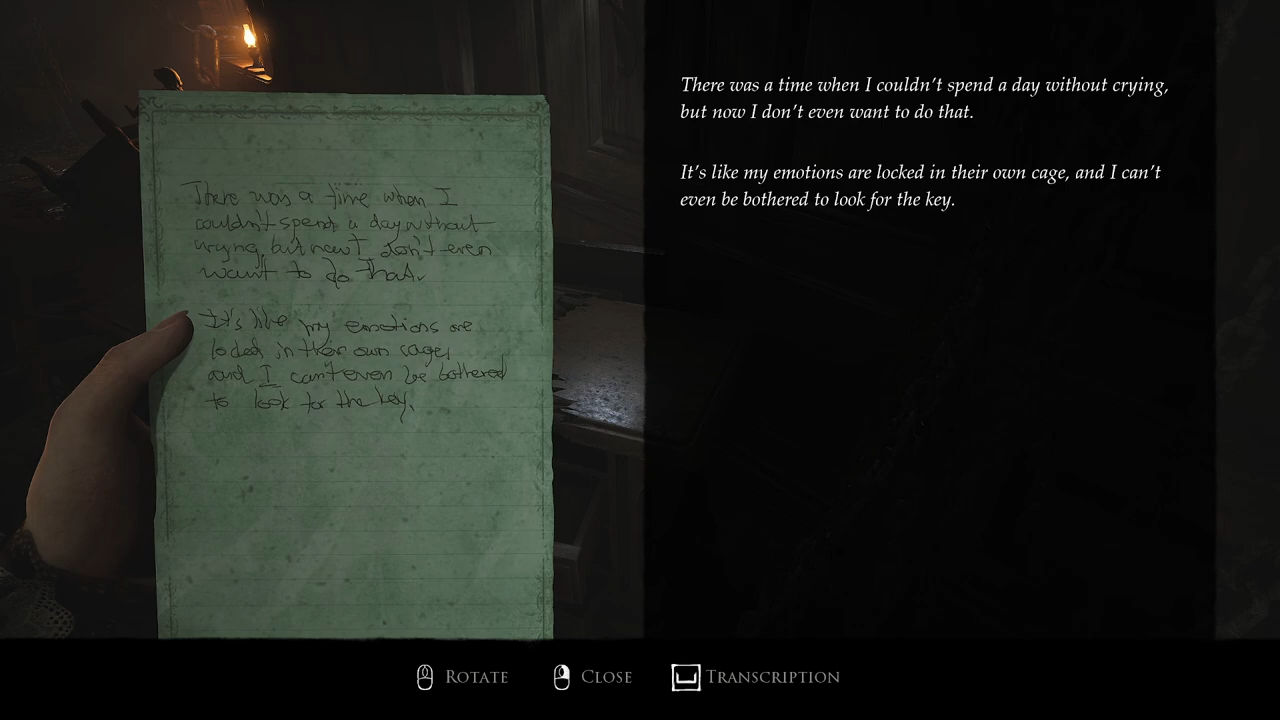 There was a time when I
couldn't spend a day without
crying, but now I don't even
want to do that.
It's like my emotions are
locked in their own cage,
and I can't even be bothered
to look for the key.
There was a time when I couldn't spend a day without crying,
but now I don't even want to do that.
It's like my emotions are locked in their own cage, and I can't
even be bothered to look for the key.
ROTATE CLOSE TRANSCRIPTION